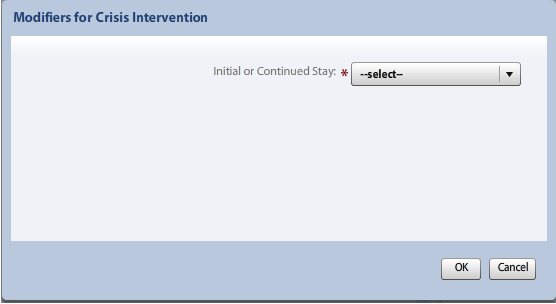 Modifiers for Crisis Intervention
Initial or Continued Stay: * --select--
OK Cancel